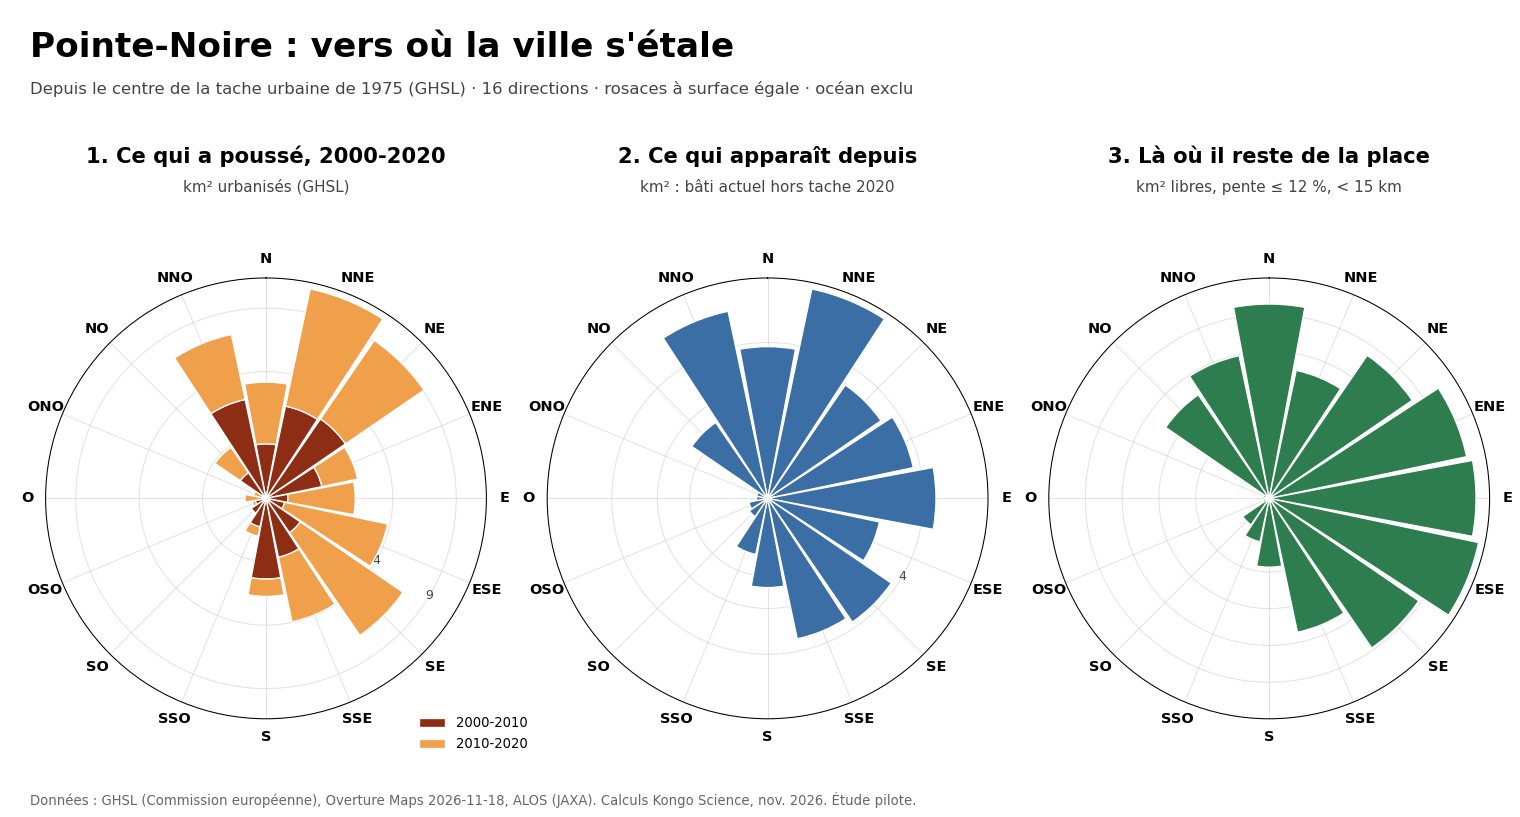 Pointe-Noire : vers où la ville s'étale
Depuis le centre de la tache urbaine de 1975 (GHSL) · 16 directions · rosaces à surface égale · océan exclu
1. Ce qui a poussé, 2000-2020
km² urbanisés (GHSL)
N
NNE
NE
ENE
E
ESE
SE
SSE
S
SSO
SO
OSO
O
ONO
NO
NNO
4
9
2000-2010
2010-2020
2. Ce qui apparaît depuis
km² : bâti actuel hors tache 2020
N
NNE
NE
ENE
E
ESE
SE
SSE
S
SSO
SO
OSO
O
ONO
NO
NNO
4
3. Là où il reste de la place
km² libres, pente ≤ 12 %, < 15 km
N
NNE
NE
ENE
E
ESE
SE
SSE
S
SSO
SO
OSO
O
ONO
NO
NNO
Données : GHSL (Commission européenne), Overture Maps 2026-11-18, ALOS (JAXA). Calculs Kongo Science, nov. 2026. Étude pilote.